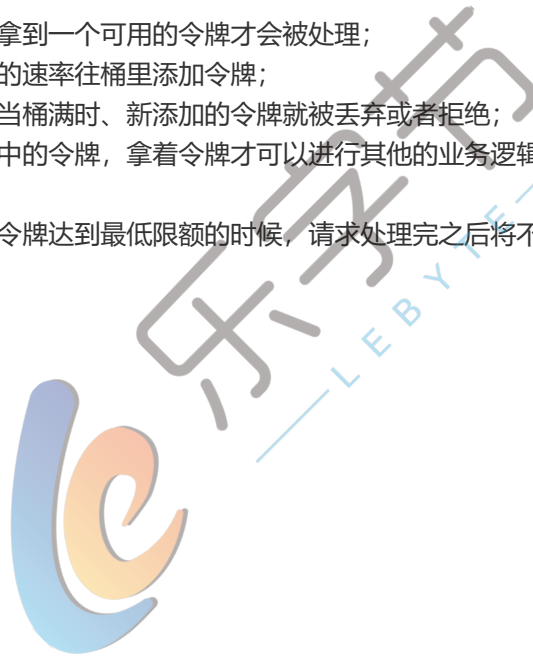 拿到一个可用的令牌才会被处理；
的速率往桶里添加令牌；
当桶满时、新添加的令牌就被丢弃或者拒绝；
中的令牌，拿着令牌才可以进行其他的业务逻辑
令牌达到最低限额的时候，请求处理完之后将不
乐字节
LEBYTE